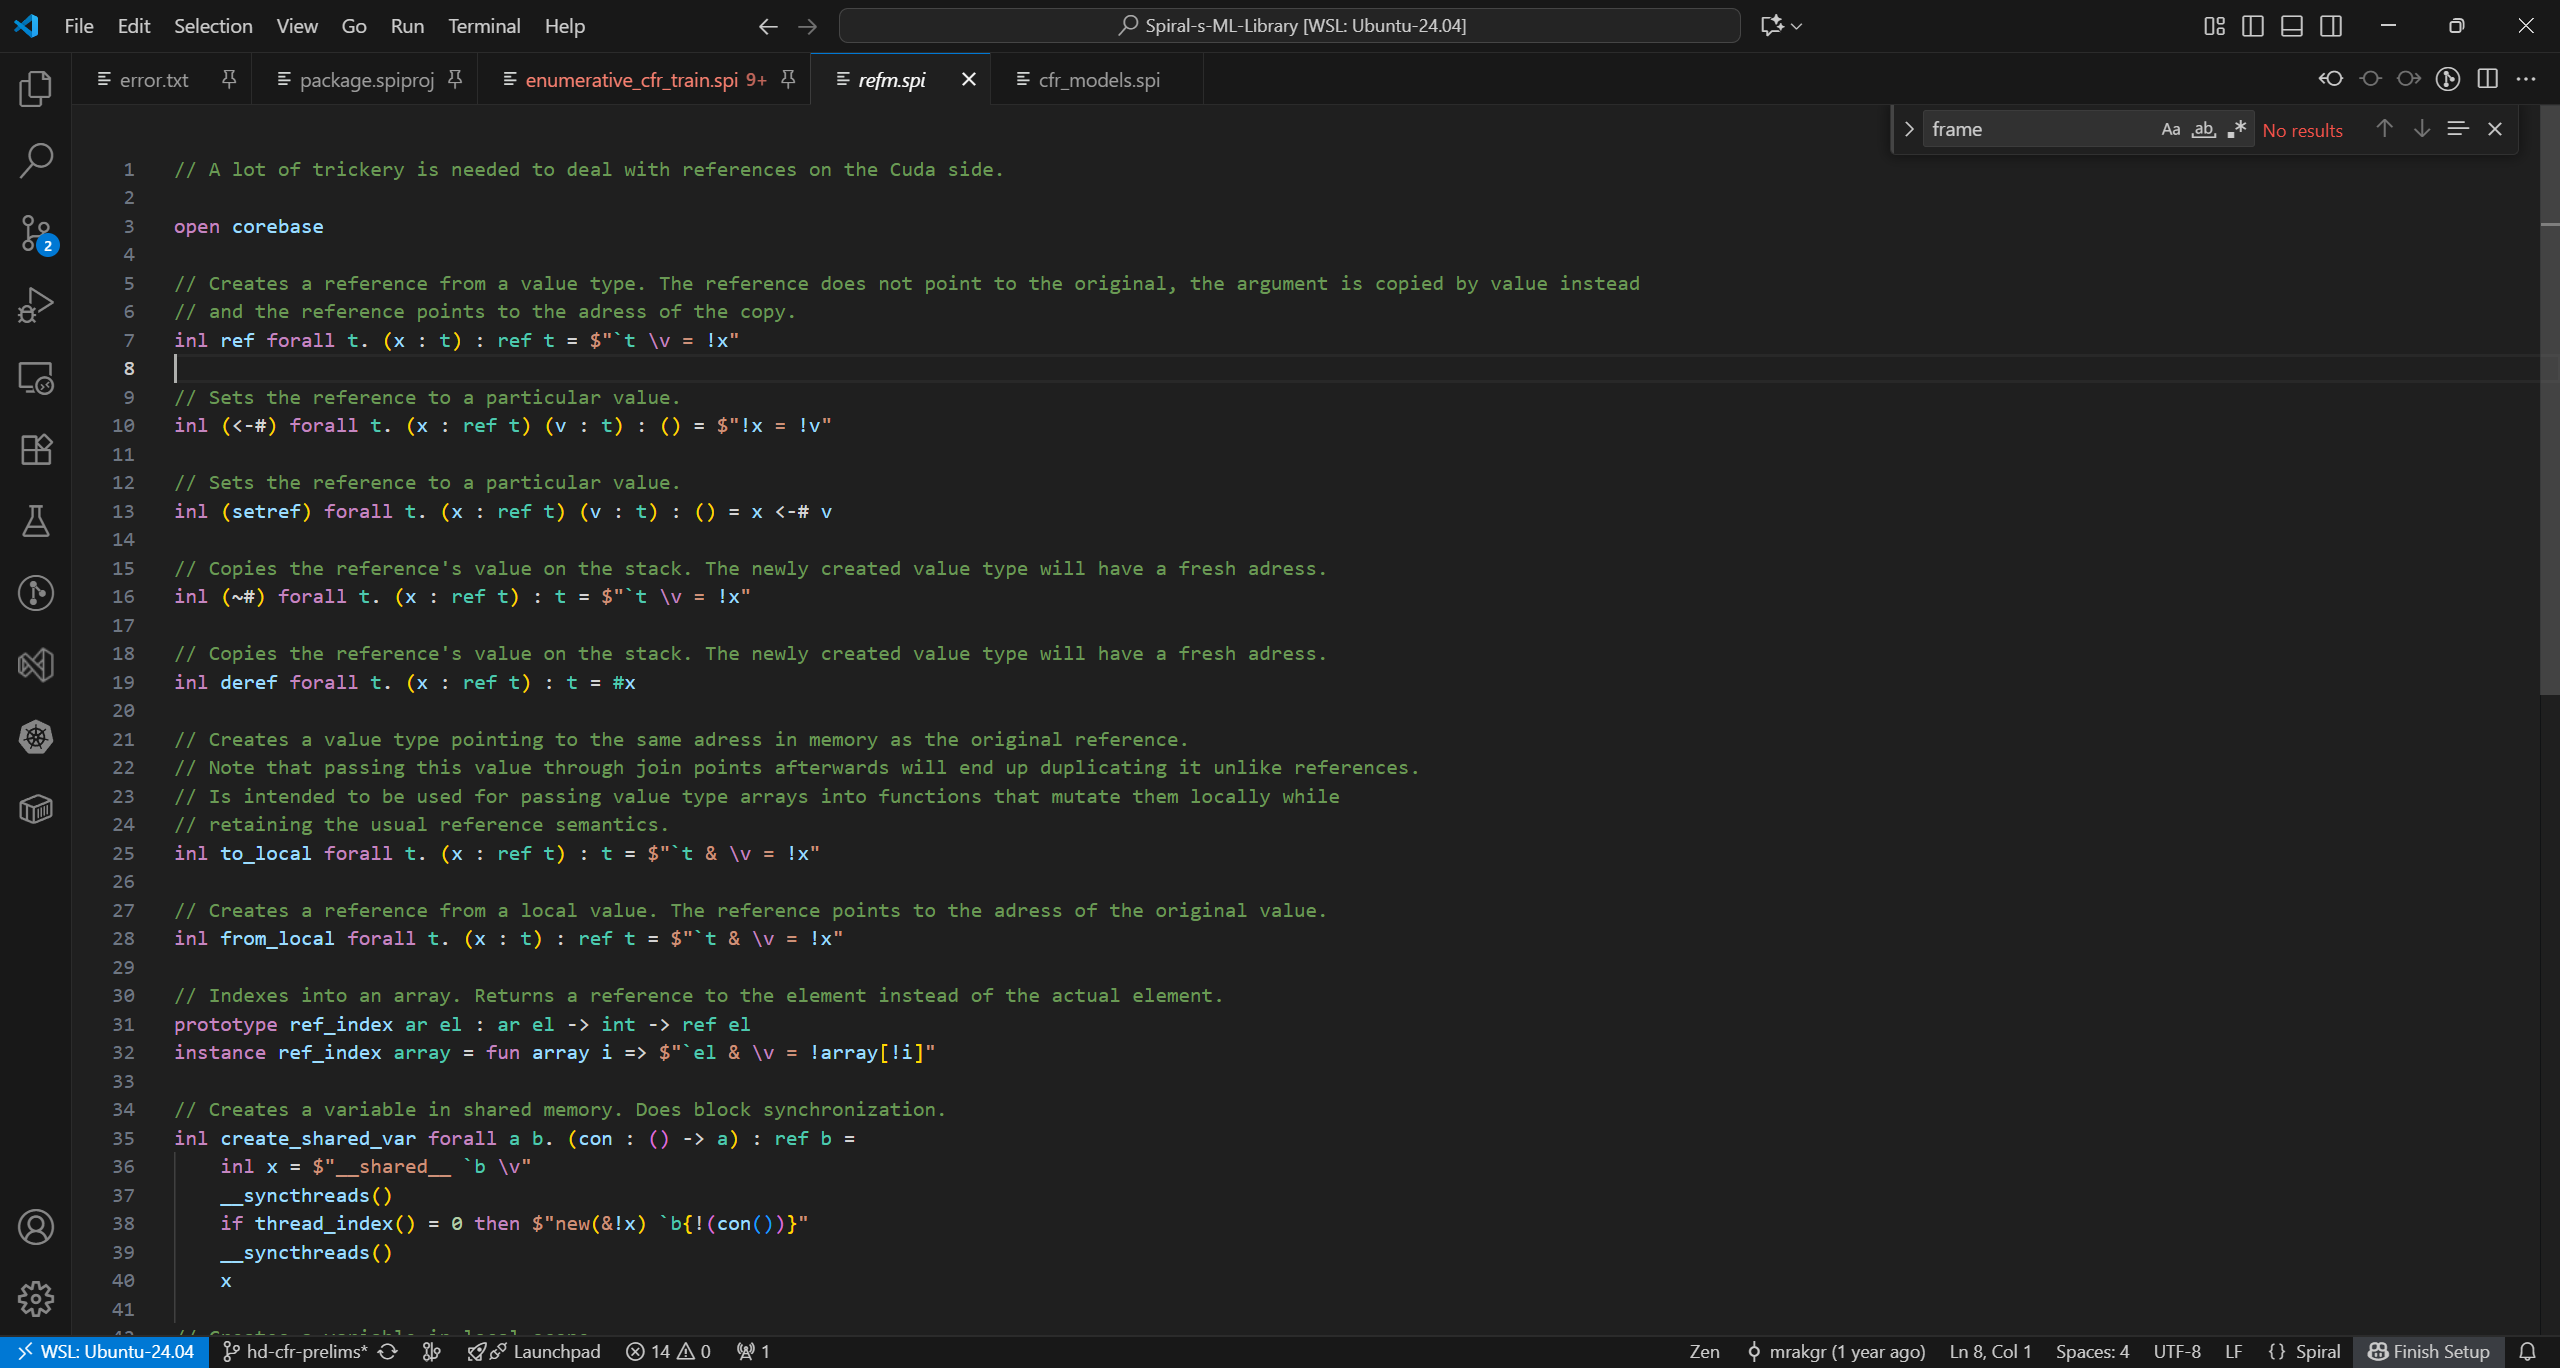 File Edit Selection View Go Run Terminal Help Spiral-s-ML-Library [WSL: Ubuntu-24.04]
error.txt package.spiproj enumerative_cfr_train.spi 9+ refm.spi cfr_models.spi
frame Aa ab No results
2
1 // A lot of trickery is needed to deal with references on the Cuda side.
2
3 open corebase
4
5 // Creates a reference from a value type. The reference does not point to the original, the argument is copied by value instead
6 // and the reference points to the adress of the copy.
7 inl ref forall t. (x : t) : ref t = $"`t \v = !x"
8
9 // Sets the reference to a particular value.
10 inl (<-#) forall t. (x : ref t) (v : t) : () = $"!x = !v"
11
12 // Sets the reference to a particular value.
13 inl (setref) forall t. (x : ref t) (v : t) : () = x <-# v
14
15 // Copies the reference's value on the stack. The newly created value type will have a fresh adress.
16 inl (~#) forall t. (x : ref t) : t = $"`t \v = !x"
17
18 // Copies the reference's value on the stack. The newly created value type will have a fresh adress.
19 inl deref forall t. (x : ref t) : t = #x
20
21 // Creates a value type pointing to the same adress in memory as the original reference.
22 // Note that passing this value through join points afterwards will end up duplicating it unlike references.
23 // Is intended to be used for passing value type arrays into functions that mutate them locally while
24 // retaining the usual reference semantics.
25 inl to_local forall t. (x : ref t) : t = $"`t & \v = !x"
26
27 // Creates a reference from a local value. The reference points to the adress of the original value.
28 inl from_local forall t. (x : t) : ref t = $"`t & \v = !x"
29
30 // Indexes into an array. Returns a reference to the element instead of the actual element.
31 prototype ref_index ar el : ar el -> int -> ref el
32 instance ref_index array = fun array i => $"`el & \v = !array[!i]"
33
34 // Creates a variable in shared memory. Does block synchronization.
35 inl create_shared_var forall a b. (con : () -> a) : ref b =
36 inl x = $"__shared__ `b \v"
37 __syncthreads()
38 if thread_index() = 0 then $"new(&!x) `b{!(con())}"
39 __syncthreads()
40 x
41
WSL: Ubuntu-24.04 hd-cfr-prelims* Launchpad 14 0 1 Zen mrakgr (1 year ago) Ln 8, Col 1 Spaces: 4 UTF-8 LF {} Spiral Finish Setup